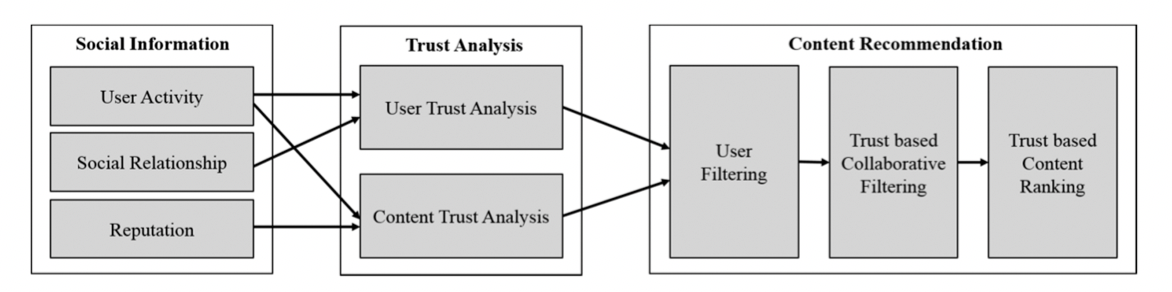 Social Information
User Activity
Social Relationship
Reputation
Trust Analysis
User Trust Analysis
Content Trust Analysis
Content Recommendation
User
Filtering
Trust based
Collaborative
Filtering
Trust based
Content
Ranking